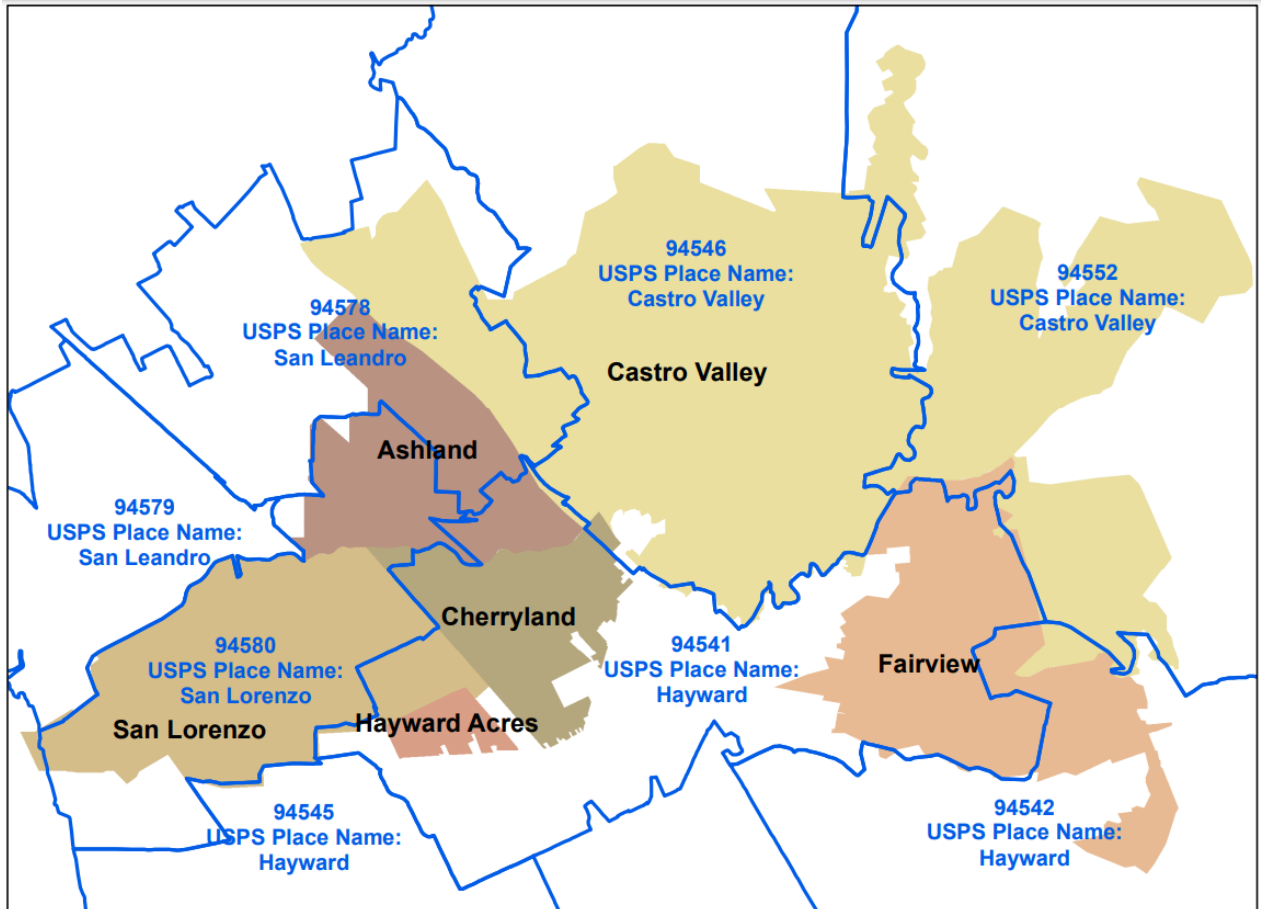 94546
USPS Place Name:
Castro Valley
94552
USPS Place Name:
Castro Valley
94578
USPS Place Name:
San Leandro
Castro Valley
Ashland
94579
USPS Place Name:
San Leandro
Cherryland
94580
USPS Place Name:
San Lorenzo
94541
USPS Place Name:
Hayward
Fairview
San Lorenzo
Hayward Acres
94545
USPS Place Name:
Hayward
94542
USPS Place Name:
Hayward